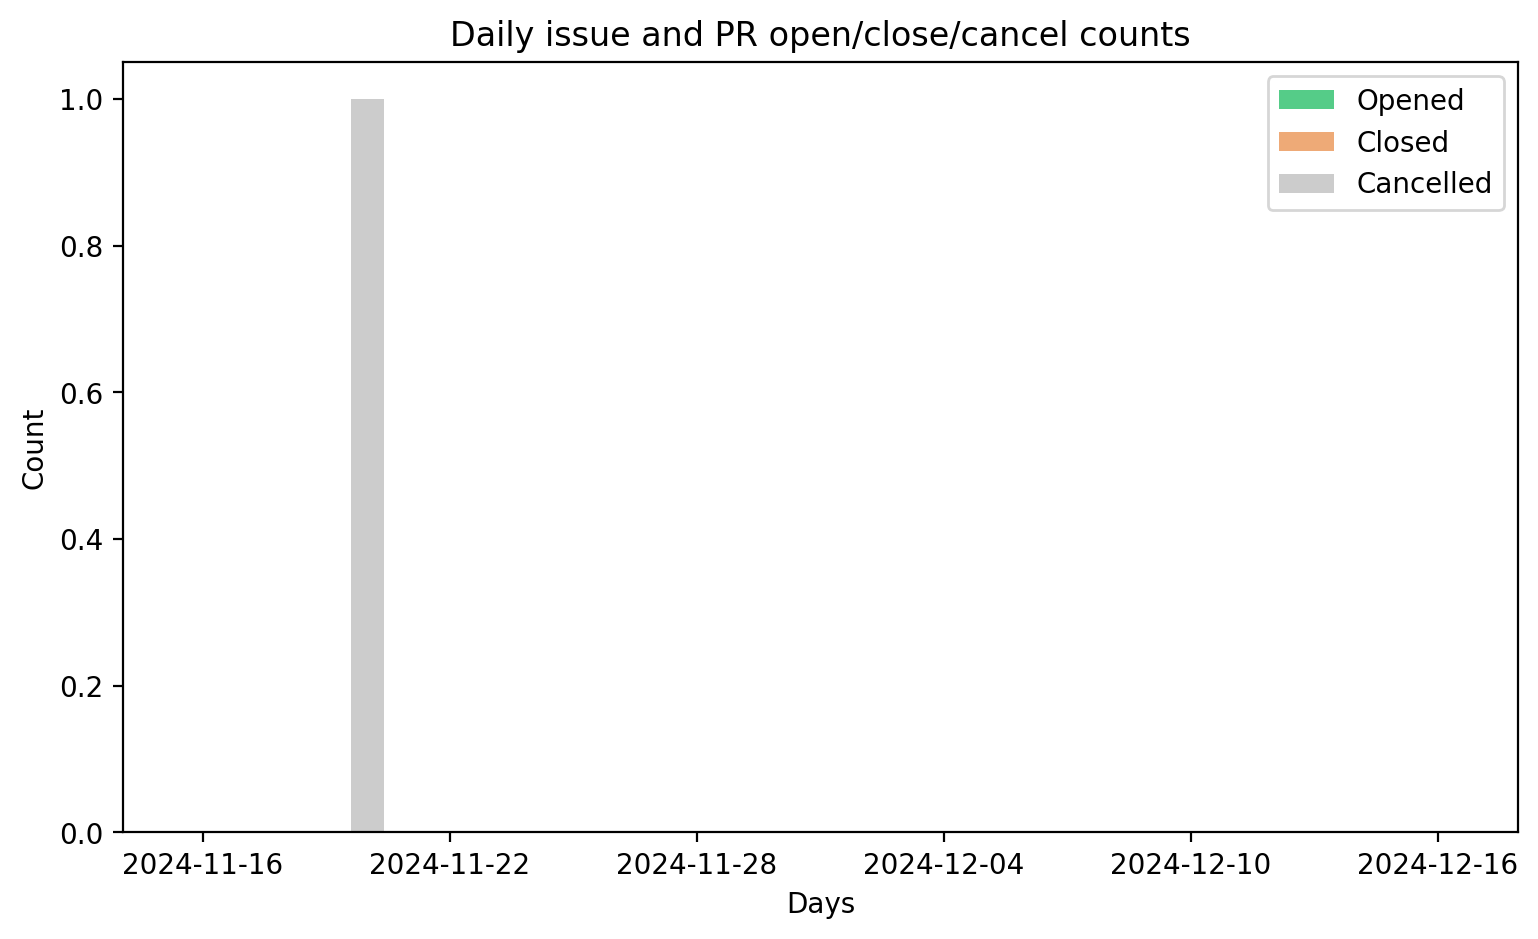 Daily issue and PR open/close/cancel counts
Opened
Closed
Cancelled
1.0
0.8
0.6
0.4
0.2
0.0
Count
2024-11-16
2024-11-22
2024-11-28
2024-12-04
2024-12-10
2024-12-16
Days